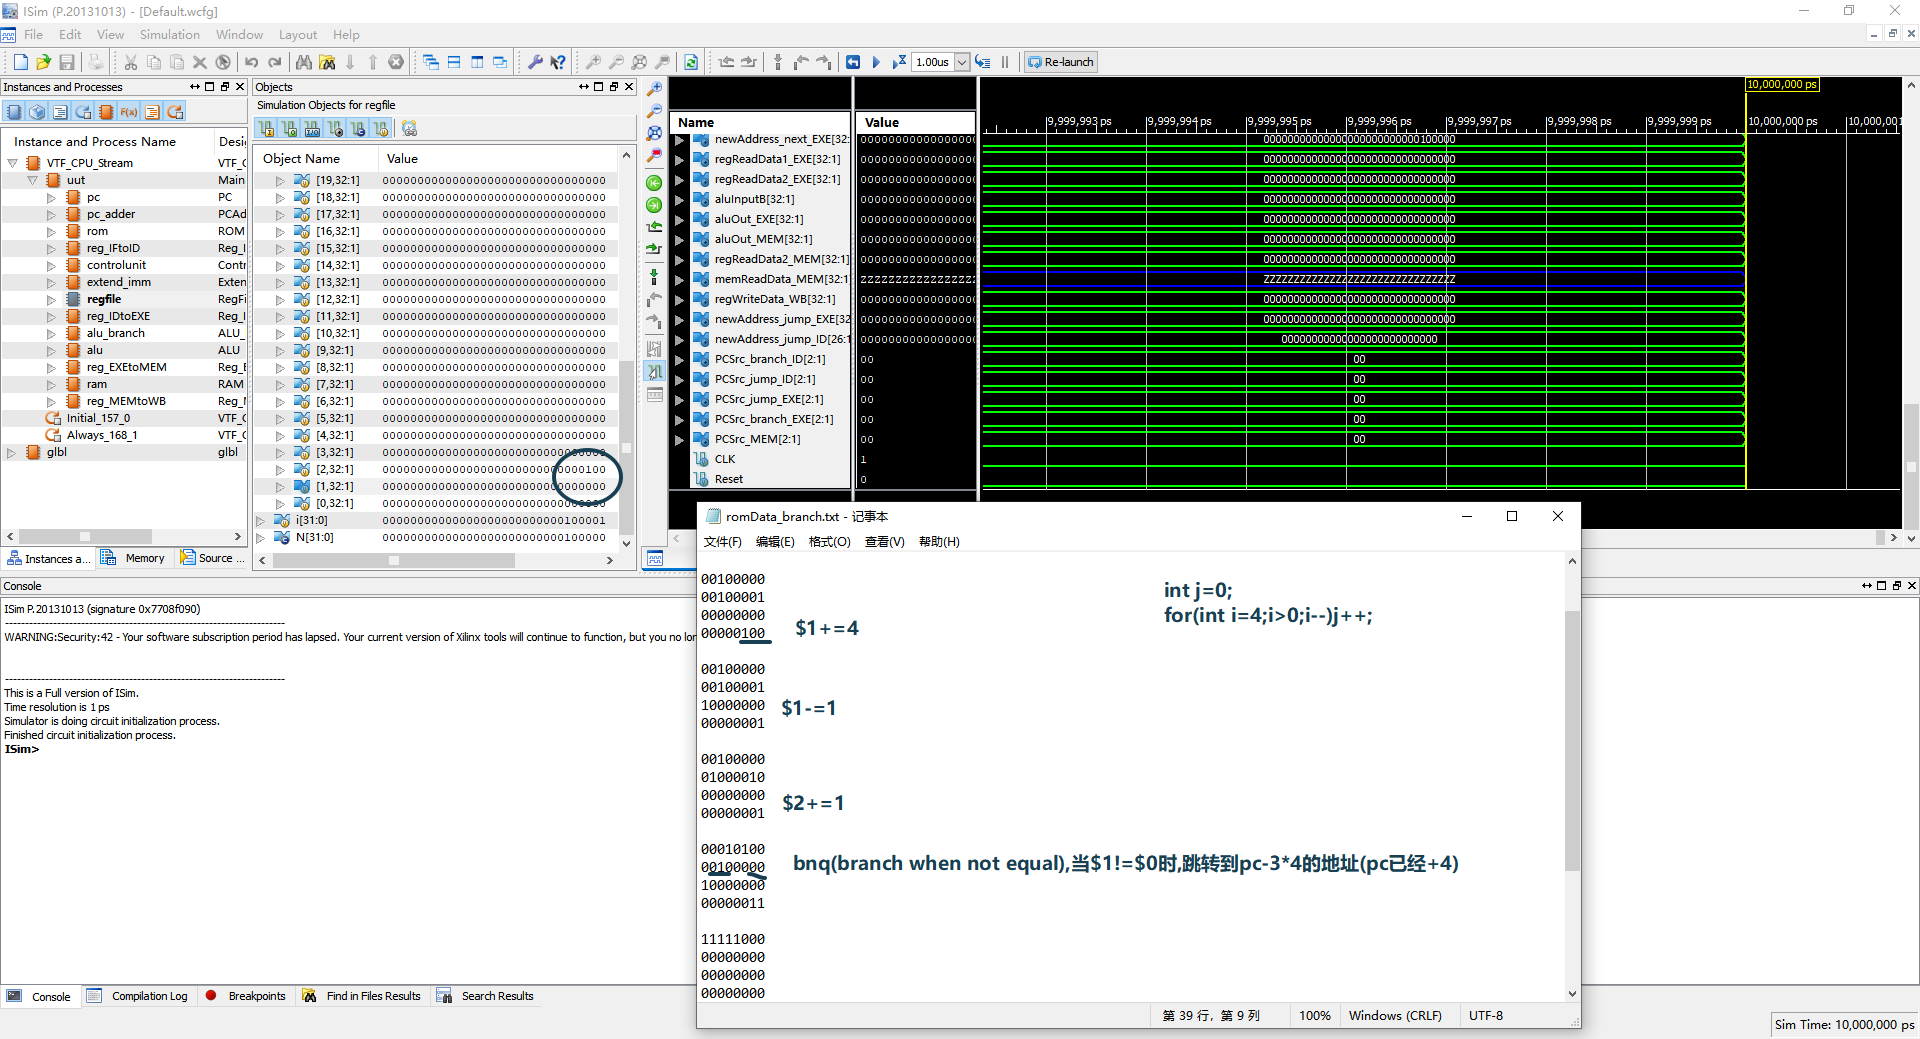 ISim (P.20131013) - [Default.wcfg]
File Edit View Simulation Window Layout Help
1.00us Re-launch
Instances and Processes
Instance and Process Name Desi
VTF_CPU_Stream VTF_C
uut Main
pc PC
pc_adder PCAd
rom ROM
reg_IFtoID Reg_I
controlunit Contr
extend_imm Exten
regfile RegFi
reg_IDtoEXE Reg_I
alu_branch ALU_
alu ALU
reg_EXEtoMEM Reg_E
ram RAM
reg_MEMtoWB Reg_M
Initial_157_0 VTF_C
Always_168_1 VTF_C
glbl glbl
Instances a... Memory Source ...
Objects
Simulation Objects for regfile
Object Name Value
[19,32:1] 00000000000000000000000000000000
[18,32:1] 00000000000000000000000000000000
[17,32:1] 00000000000000000000000000000000
[16,32:1] 00000000000000000000000000000000
[15,32:1] 00000000000000000000000000000000
[14,32:1] 00000000000000000000000000000000
[13,32:1] 00000000000000000000000000000000
[12,32:1] 00000000000000000000000000000000
[11,32:1] 00000000000000000000000000000000
[10,32:1] 00000000000000000000000000000000
[9,32:1] 00000000000000000000000000000000
[8,32:1] 00000000000000000000000000000000
[7,32:1] 00000000000000000000000000000000
[6,32:1] 00000000000000000000000000000000
[5,32:1] 00000000000000000000000000000000
[4,32:1] 00000000000000000000000000000000
[3,32:1] 00000000000000000000000000000000
[2,32:1] 00000000000000000000000000000100
[1,32:1] 00000000000000000000000000000000
[0,32:1] 00000000000000000000000000000000
i[31:0] 00000000000000000000000000100001
N[31:0] 00000000000000000000000000100000
10,000,000 ps
Name Value
9,999,993 ps 9,999,994 ps 9,999,995 ps 9,999,996 ps 9,999,997 ps 9,999,998 ps 9,999,999 ps 10,000,000 ps 10,000,001
newAddress_next_EXE[32: 0000000000000000000 00000000000000000000000000100000
regReadData1_EXE[32:1] 0000000000000000000 00000000000000000000000000000000
regReadData2_EXE[32:1] 0000000000000000000 00000000000000000000000000000000
aluInputB[32:1] 0000000000000000000 00000000000000000000000000000000
aluOut_EXE[32:1] 0000000000000000000 00000000000000000000000000000000
aluOut_MEM[32:1] 0000000000000000000 00000000000000000000000000000000
regReadData2_MEM[32:1] 0000000000000000000 00000000000000000000000000000000
memReadData_MEM[32:1] ZZZZZZZZZZZZZZZZZZZ ZZZZZZZZZZZZZZZZZZZZZZZZZZZZZZZZ
regWriteData_WB[32:1] 0000000000000000000 00000000000000000000000000000000
newAddress_jump_EXE[32 0000000000000000000 00000000000000000000000000000000
newAddress_jump_ID[26:1 0000000000000000000 00000000000000000000000000
PCSrc_branch_ID[2:1] 00 00
PCSrc_jump_ID[2:1] 00 00
PCSrc_jump_EXE[2:1] 00 00
PCSrc_branch_EXE[2:1] 00 00
PCSrc_MEM[2:1] 00 00
CLK 1
Reset 0
Console
ISim P.20131013 (signature 0x7708f090)
WARNING:Security:42 - Your software subscription period has lapsed. Your current version of Xilinx tools will continue to function, but you no lon
This is a Full version of ISim.
Time resolution is 1 ps
Simulator is doing circuit initialization process.
Finished circuit initialization process.
ISim>
Console Compilation Log Breakpoints Find in Files Results Search Results
romData_branch.txt - 记事本
文件(F) 编辑(E) 格式(O) 查看(V) 帮助(H)
00100000
00100001
00000000
00000100
$1+=4
int j=0;
for(int i=4;i>0;i--)j++;
00100000
00100001
10000000
00000001
$1-=1
00100000
01000010
00000000
00000001
$2+=1
00010100
00100000
10000000
00000011
bnq(branch when not equal),当$1!=$0时,跳转到pc-3*4的地址(pc已经+4)
11111000
00000000
00000000
00000000
第 39 行，第 9 列 100% Windows (CRLF) UTF-8
Sim Time: 10,000,000 ps